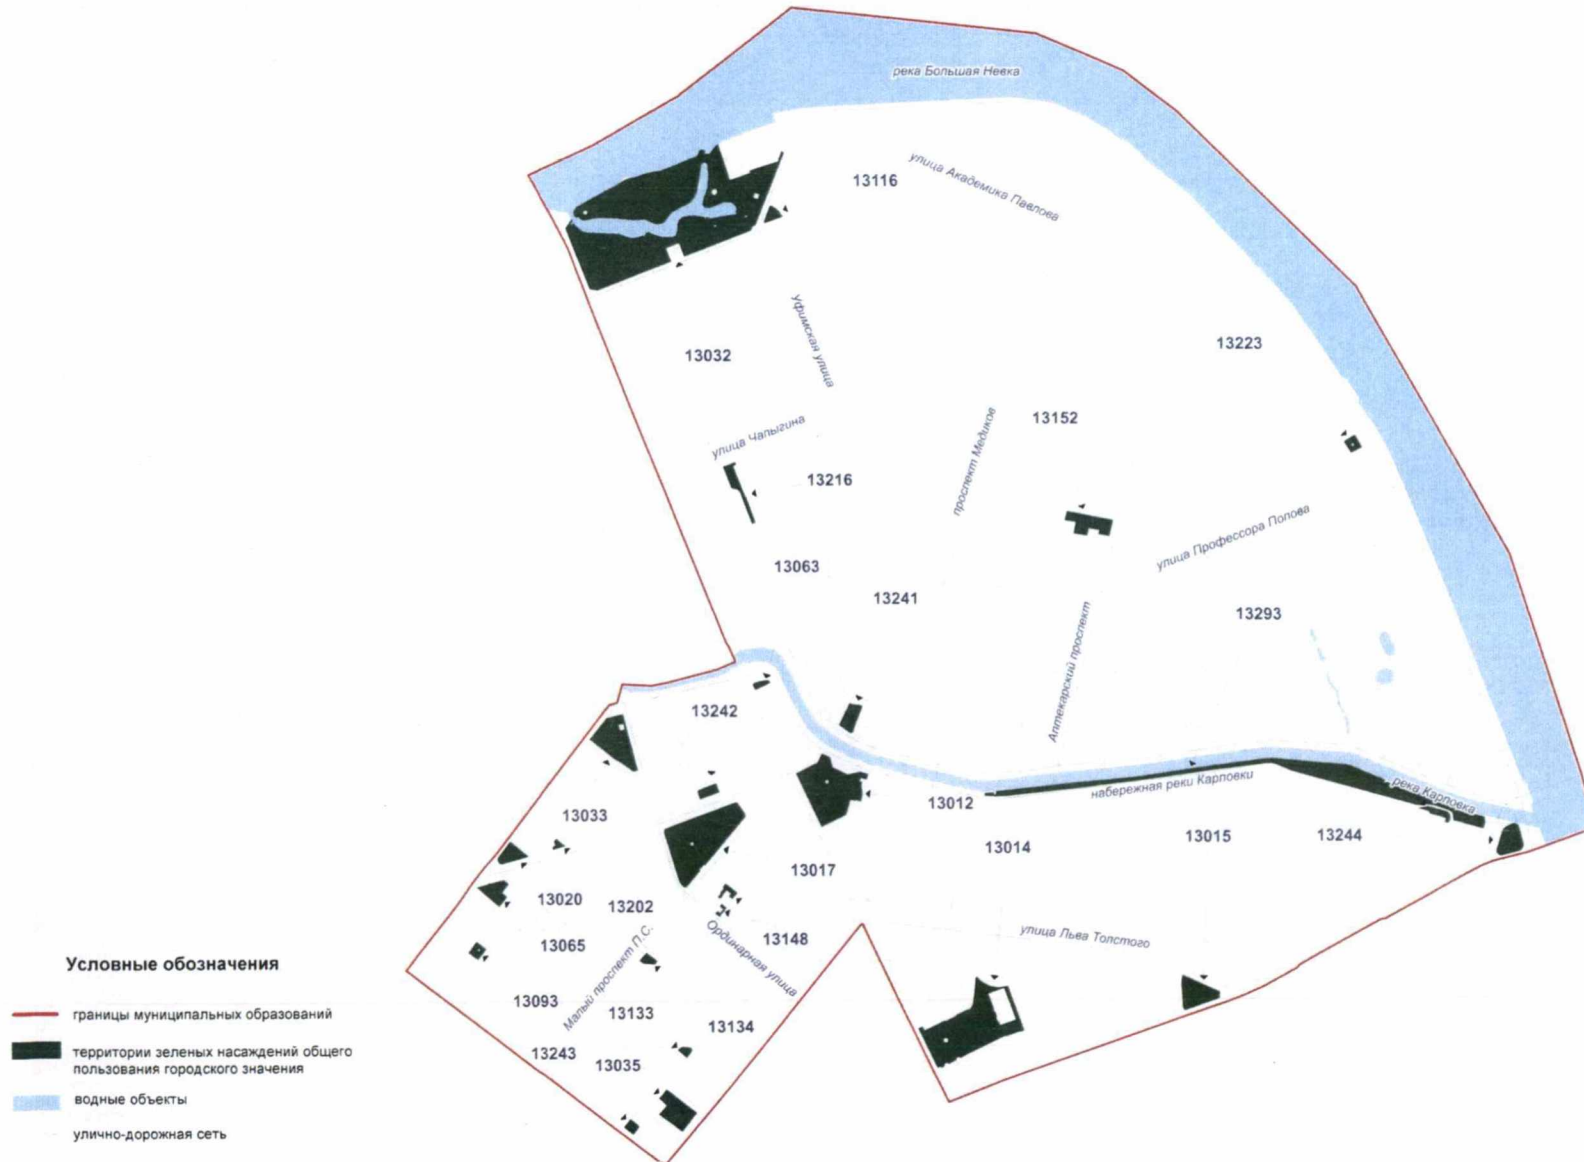 река Большая Невка
улица Академика Павлова
13116
Уфимская улица
13032
13223
улица Чапыгина
проспект Медиков
13152
13216
улица Профессора Попова
13063
13241
Аптекарский проспект
13293
13242
набережная реки Карповки
река Карповка
13012
13033
13014
13015
13244
13017
13020
13202
13065
Малый проспект П.С.
Ординарная улица
13148
улица Льва Толстого
13093
13133
13134
13243
13035
Условные обозначения
границы муниципальных образований
территории зеленых насаждений общего
пользования городского значения
водные объекты
улично-дорожная сеть